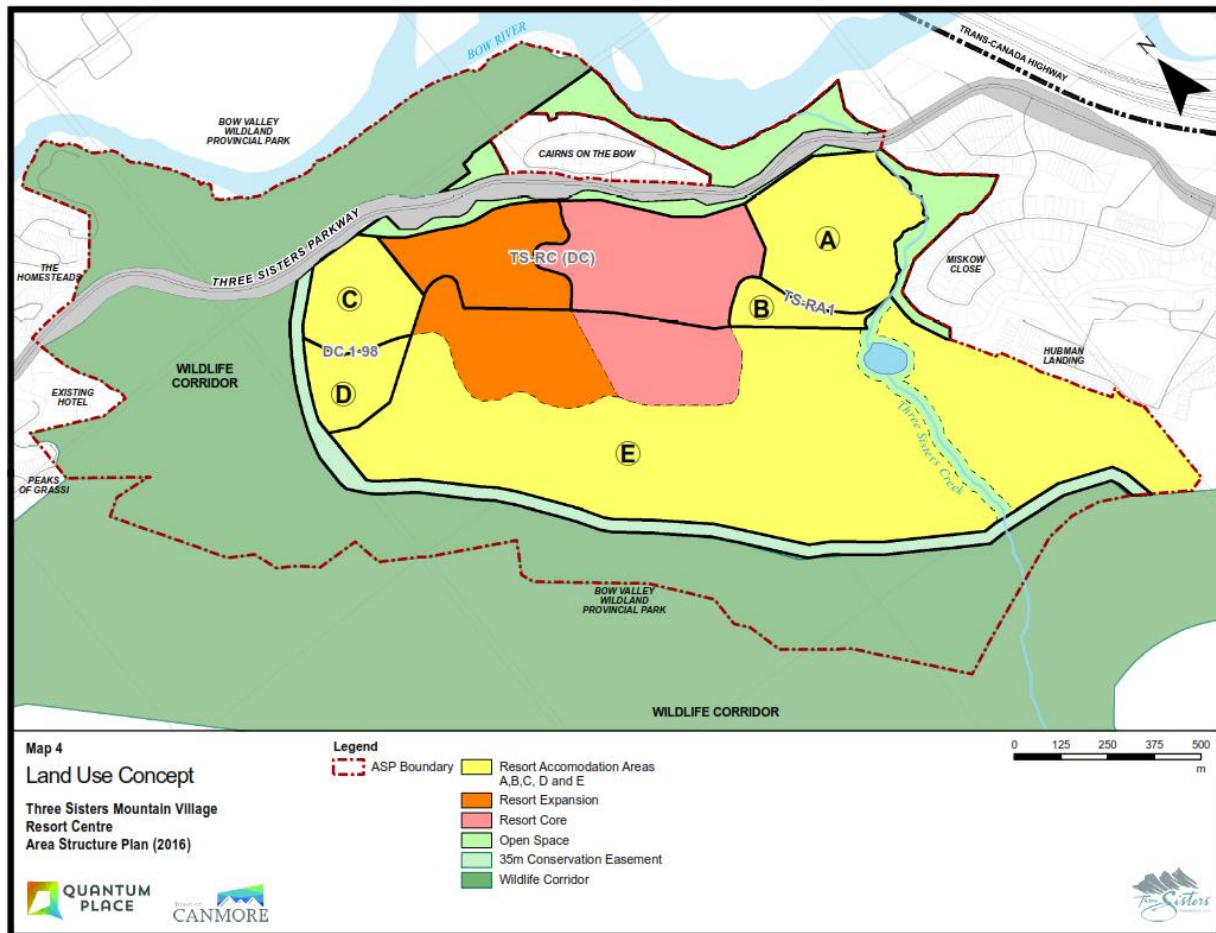 BOW RIVER
TRANS-CANADA HIGHWAY
N
BOW VALLEY
WILDLAND
PROVINCIAL PARK
CAIRNS ON THE BOW
THREE SISTERS PARKWAY
THE
HOMESTEADS
TS-RC (DC)
A
MISKOW
CLOSE
C
B
TS-RA1
DC 1-98
WILDLIFE
CORRIDOR
HUBMAN
LANDING
EXISTING
HOTEL
D
Three Sisters Creek
E
PEAKS
OF GRASSI
BOW VALLEY
WILDLAND
PROVINCIAL PARK
WILDLIFE CORRIDOR
Map 4
Land Use Concept
Three Sisters Mountain Village
Resort Centre
Area Structure Plan (2016)
QUANTUM
PLACE
town of
CANMORE
Legend
ASP Boundary
Resort Accomodation Areas
A,B,C, D and E
Resort Expansion
Resort Core
Open Space
35m Conservation Easement
Wildlife Corridor
0 125 250 375 500
m
Three Sisters